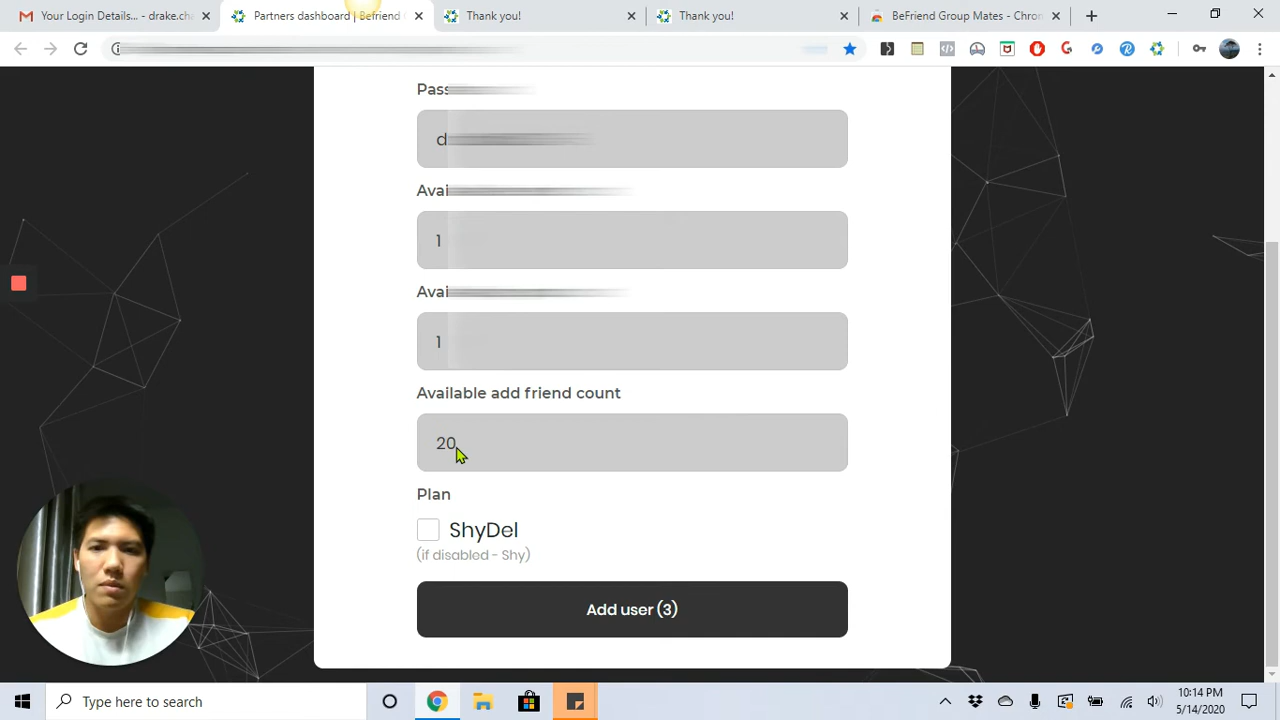 Your Login Details... - drake.cha
Partners dashboard | Befriend
Thank you!
Thank you!
BeFriend Group Mates - Chron
Pass
d
Avai
1
Avai
1
Available add friend count
20
Plan
ShyDel
(if disabled - Shy)
Add user (3)
Type here to search
10:14 PM
5/14/2020